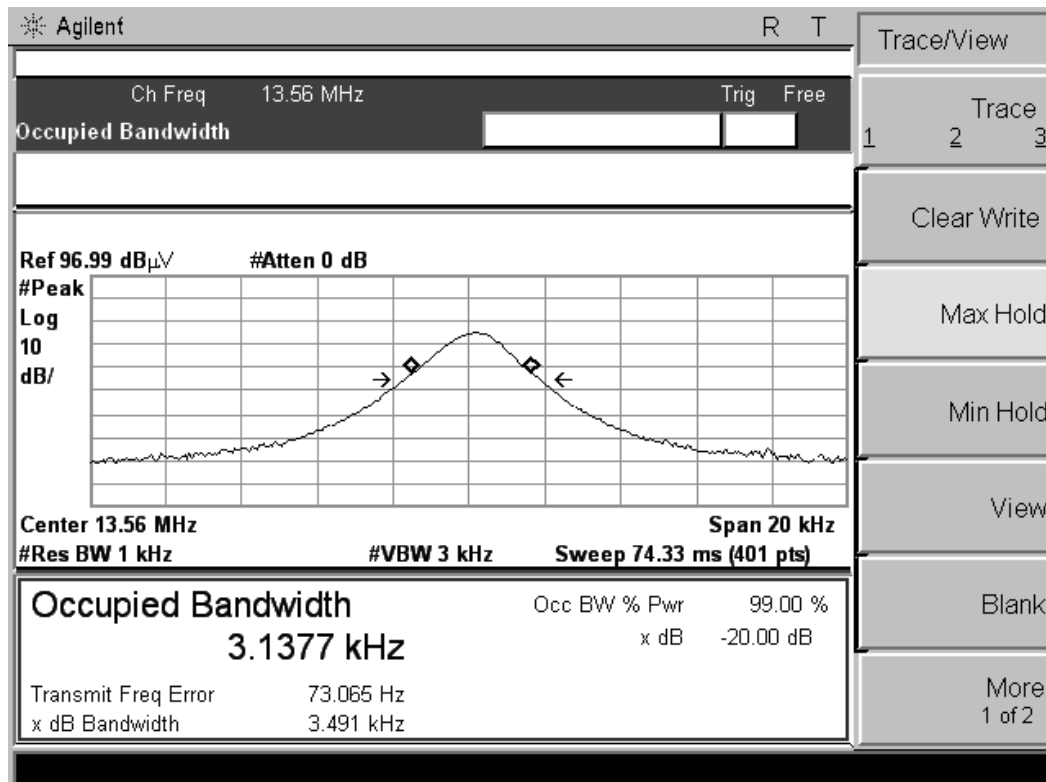 Agilent R T
Trace/View
Ch Freq 13.56 MHz Trig Free
Occupied Bandwidth
Trace
1 2 3
Clear Write
Ref 96.99 dBµV #Atten 0 dB
#Peak
Log
10
dB/
Max Hold
Min Hold
View
Center 13.56 MHz Span 20 kHz
#Res BW 1 kHz #VBW 3 kHz Sweep 74.33 ms (401 pts)
Occupied Bandwidth
3.1377 kHz
Occ BW % Pwr 99.00 %
x dB -20.00 dB
Transmit Freq Error 73.065 Hz
x dB Bandwidth 3.491 kHz
Blank
More
1 of 2